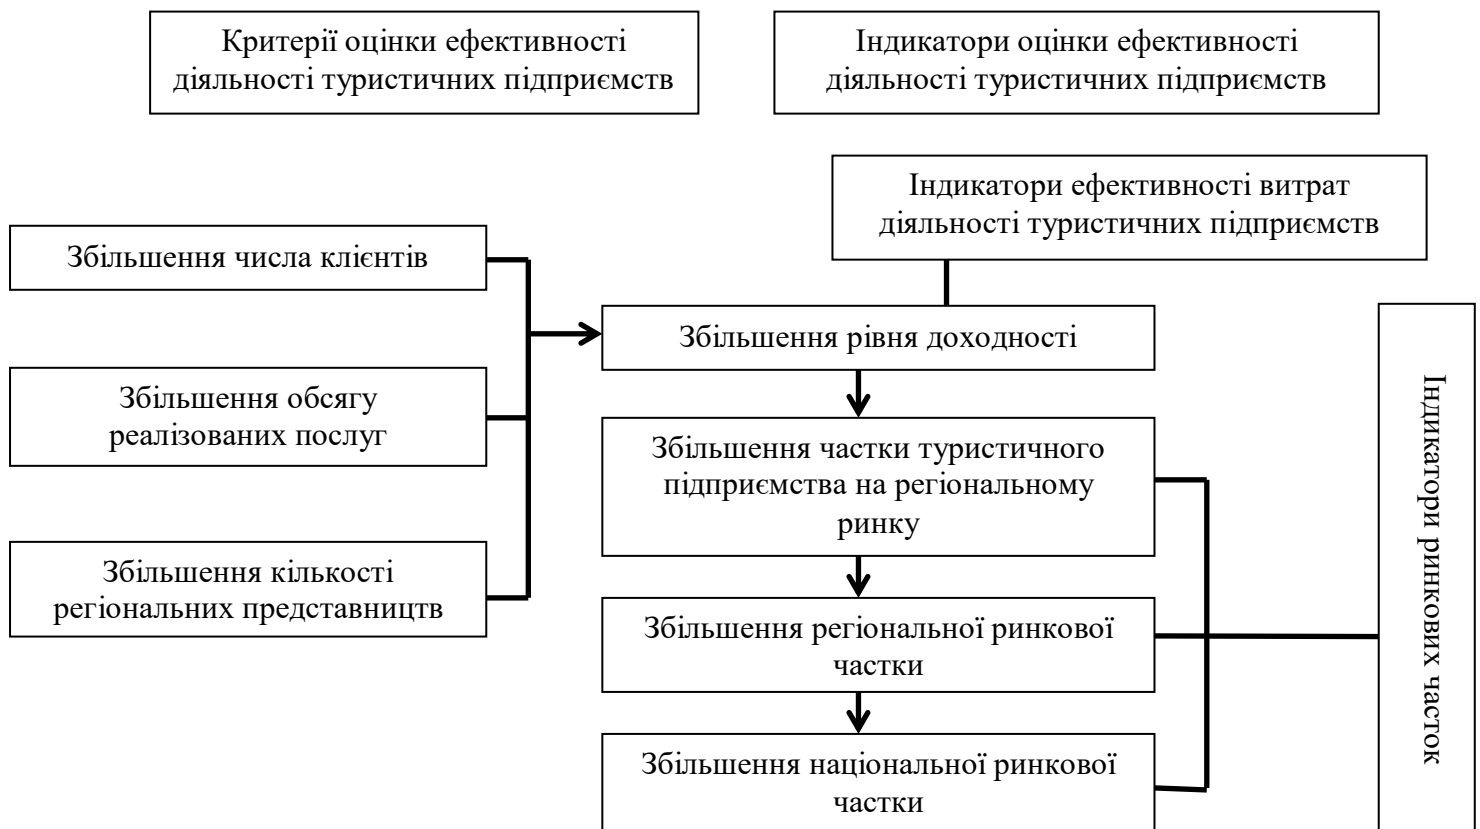 Критерії оцінки ефективності
діяльності туристичних підприємств
Індикатори оцінки ефективності
діяльності туристичних підприємств
Індикатори ефективності витрат
діяльності туристичних підприємств
Збільшення числа клієнтів
Збільшення обсягу
реалізованих послуг
Збільшення кількості
регіональних представництв
Збільшення рівня доходності
Збільшення частки туристичного
підприємства на регіональному
ринку
Збільшення регіональної ринкової
частки
Збільшення національної ринкової
частки
Індикатори ринкових часток